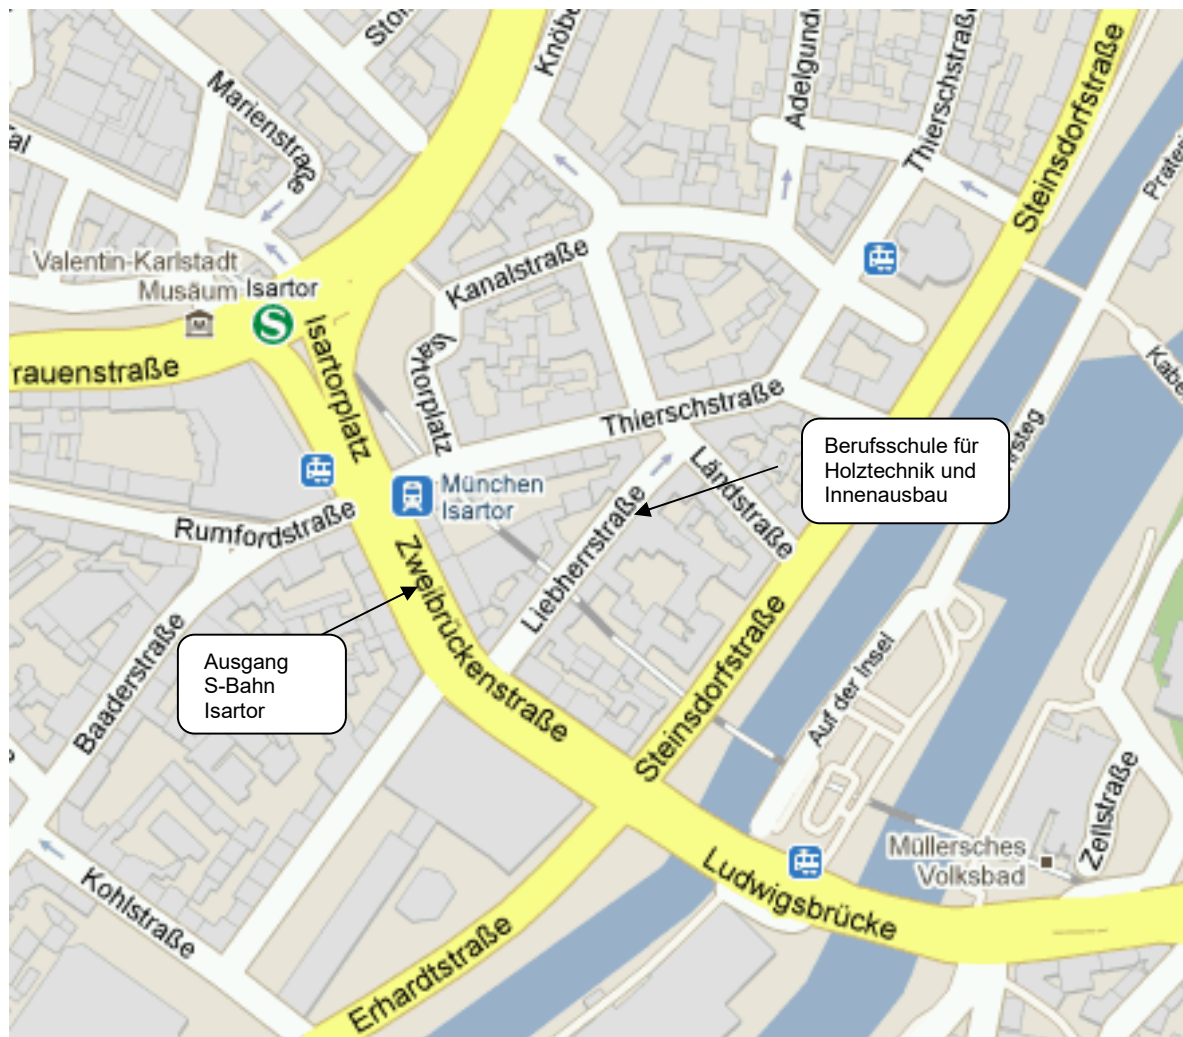 Marienstraße
Adelgund
Thierschstraße
Steinsdorfstraße
Valentin-Karlstadt
Musäum
Isartor
Kanalstraße
rauenstraße
Isartorplatz
Isartorplatz
Thierschstraße
Berufsschule für
Holztechnik und
Innenausbau
München
Isartor
Ländstraße
Rumfordstraße
Liebherrstraße
Zweibrückenstraße
Ausgang
S-Bahn
Isartor
Baaderstraße
Steinsdorfstraße
Auf der Insel
Zellstraße
Müllersches
Volksbad
Ludwigsbrücke
Kohlstraße
Erhardtstraße